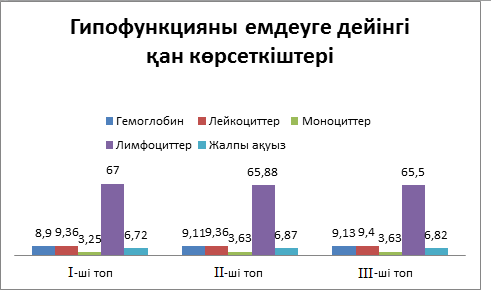 Гипофункцияны емдеуге дейінгі
қан көрсеткіштері
Гемоглобин Лейкоциттер Моноциттер
Лимфоциттер Жалпы ақуыз
67 65,88 65,5
8,9 9,36 3,25 6,72 9,11 9,36 3,63 6,87 9,13 9,4 3,63 6,82
I-ші топ II-ші топ III-ші топ